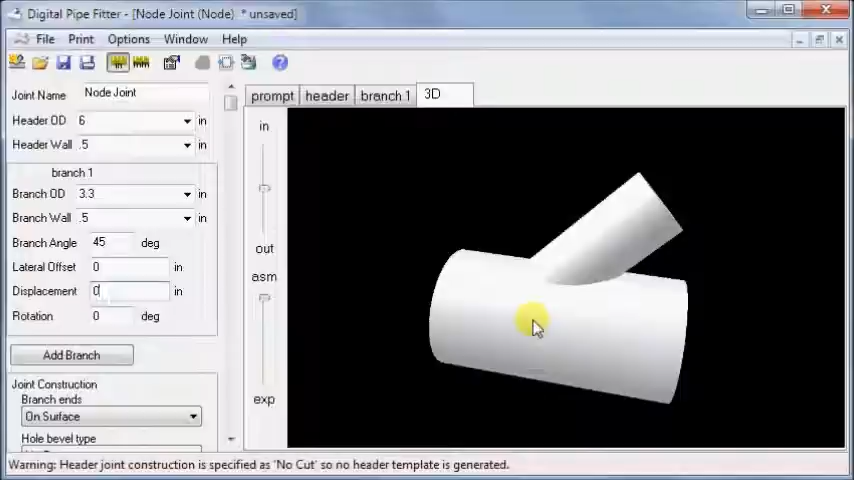 Digital Pipe Fitter - [Node Joint (Node) * unsaved]
File Print Options Window Help
Joint Name Node Joint
Header OD 6 in
Header Wall .5 in
branch 1
Branch OD 3.3 in
Branch Wall .5 in
Branch Angle 45 deg
Lateral Offset 0 in
Displacement 0 in
Rotation 0 deg
Add Branch
Joint Construction
Branch ends
On Surface
Hole bevel type
prompt header branch 1 3D
in
out
asm
exp
Warning: Header joint construction is specified as 'No Cut' so no header template is generated.